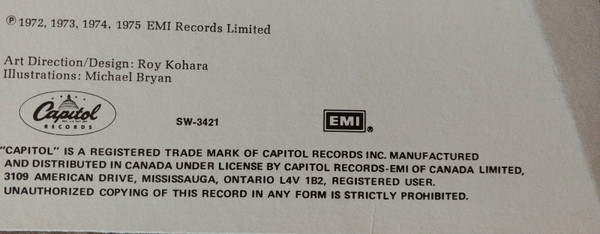 ℗ 1972, 1973, 1974, 1975 EMI Records Limited
Art Direction/Design: Roy Kohara
Illustrations: Michael Bryan
Capitol
RECORDS
SW-3421
EMI
®
"CAPITOL" IS A REGISTERED TRADE MARK OF CAPITOL RECORDS INC. MANUFACTURED
AND DISTRIBUTED IN CANADA UNDER LICENSE BY CAPITOL RECORDS-EMI OF CANADA LIMITED,
3109 AMERICAN DRIVE, MISSISSAUGA, ONTARIO L4V 1B2, REGISTERED USER.
UNAUTHORIZED COPYING OF THIS RECORD IN ANY FORM IS STRICTLY PROHIBITED.